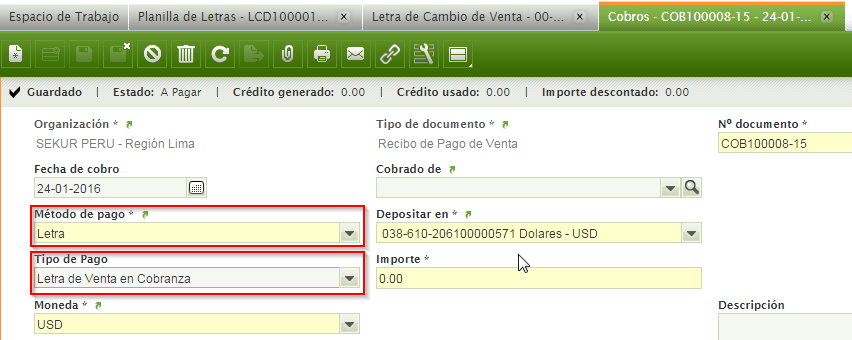 Espacio de Trabajo
Planilla de Letras - LCD100001...
Letra de Cambio de Venta - 00-...
Cobros - COB100008-15 - 24-01-...
Guardado | Estado: A Pagar | Crédito generado: 0.00 | Crédito usado: 0.00 | Importe descontado: 0.00
Organización * Tipo de documento * Nº documento *
SEKUR PERU - Región Lima Recibo de Pago de Venta COB100008-15
Fecha de cobro Cobrado de
24-01-2016
Método de pago * Depositar en *
Letra 038-610-206100000571 Dolares - USD
Tipo de Pago Importe *
Letra de Venta en Cobranza 0.00
Moneda * Descripción
USD